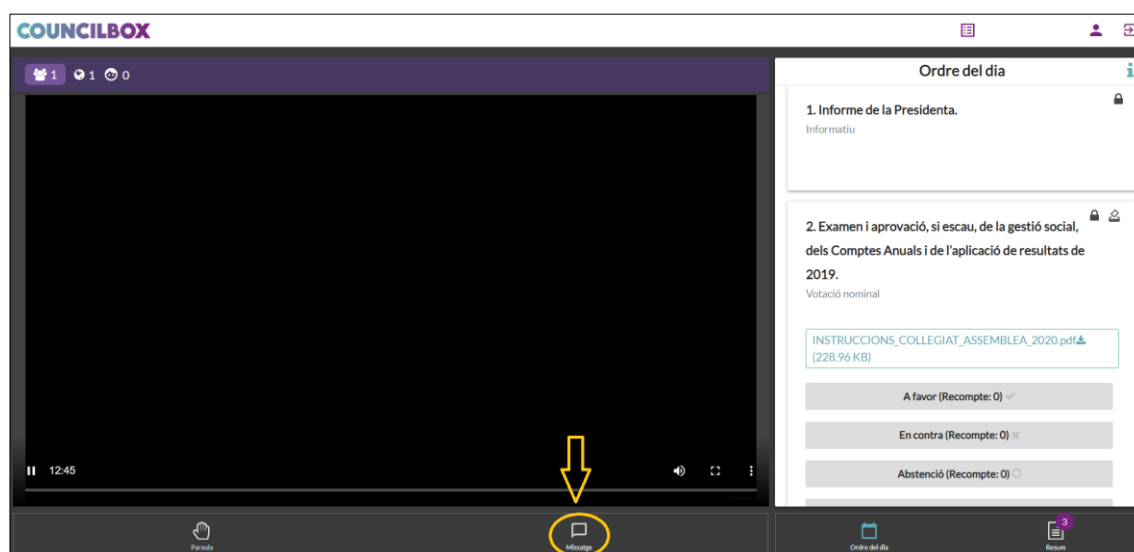 COUNCILBOX
1 1 0
Ordre del dia
1. Informe de la Presidenta.
Informatiu
2. Examen i aprovació, si escau, de la gestió social,
dels Comptes Anuals i de l'aplicació de resultats de
2019.
Votació nominal
INSTRUCCIONS_COLLEGIAT_ASSEMBLEA_2020.pdf
(228.96 KB)
A favor (Recompte: 0)
En contra (Recompte: 0)
Abstenció (Recompte: 0)
12:45
Paraula
Missatge
Ordre del dia
3
Resum